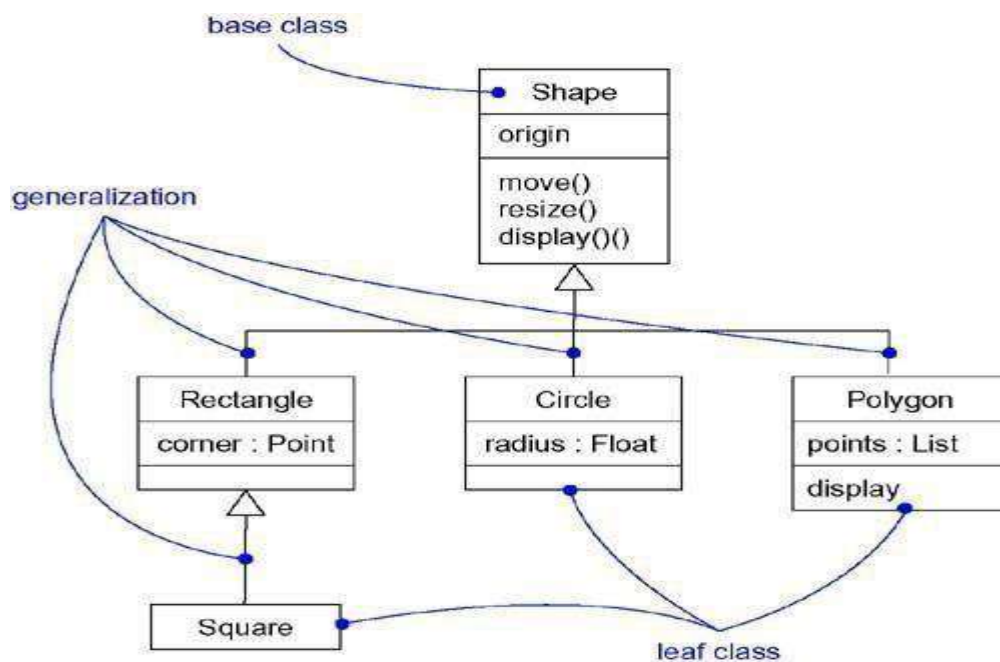 base class
Shape
origin
move()
resize()
display()()
generalization
Rectangle
corner : Point
Circle
radius : Float
Polygon
points : List
display
Square
leaf class